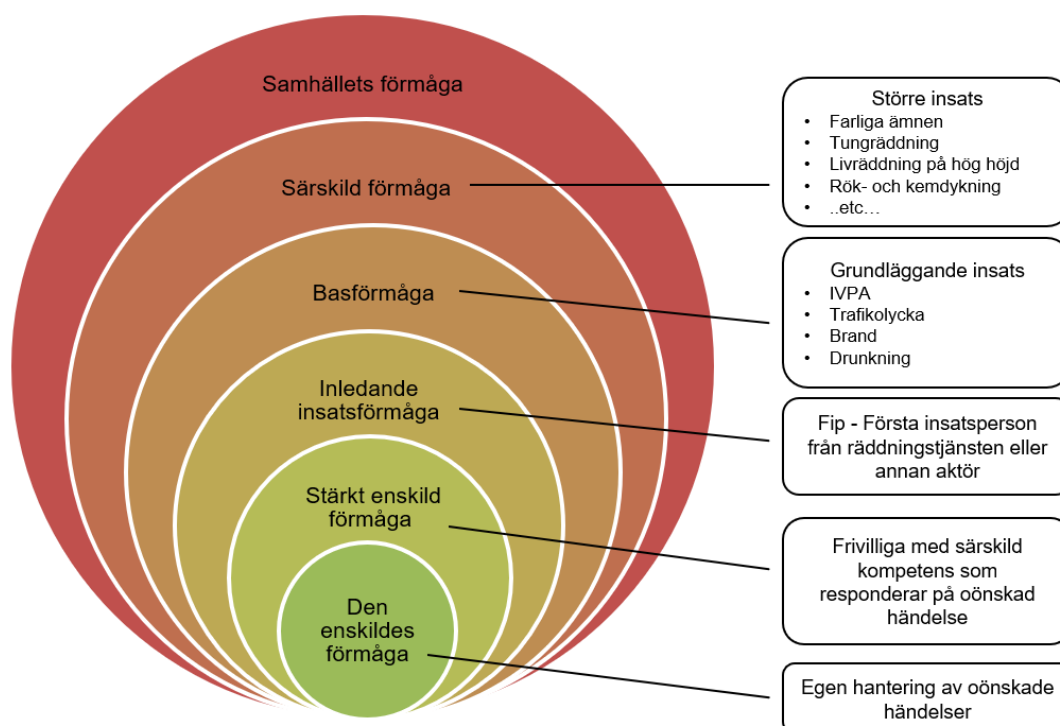 Samhällets förmåga
Särskild förmåga
Basförmåga
Inledande
insatsförmåga
Stärkt enskild
förmåga
Den
enskildes
förmåga
Större insats
• Farliga ämnen
• Tungräddning
• Livräddning på hög höjd
• Rök- och kemdykning
• ..etc...
Grundläggande insats
• IVPA
• Trafikolycka
• Brand
• Drunkning
Fip - Första insatsperson
från räddningstjänsten eller
annan aktör
Frivilliga med särskild
kompetens som
responderar på oönskad
händelse
Egen hantering av oönskade
händelser